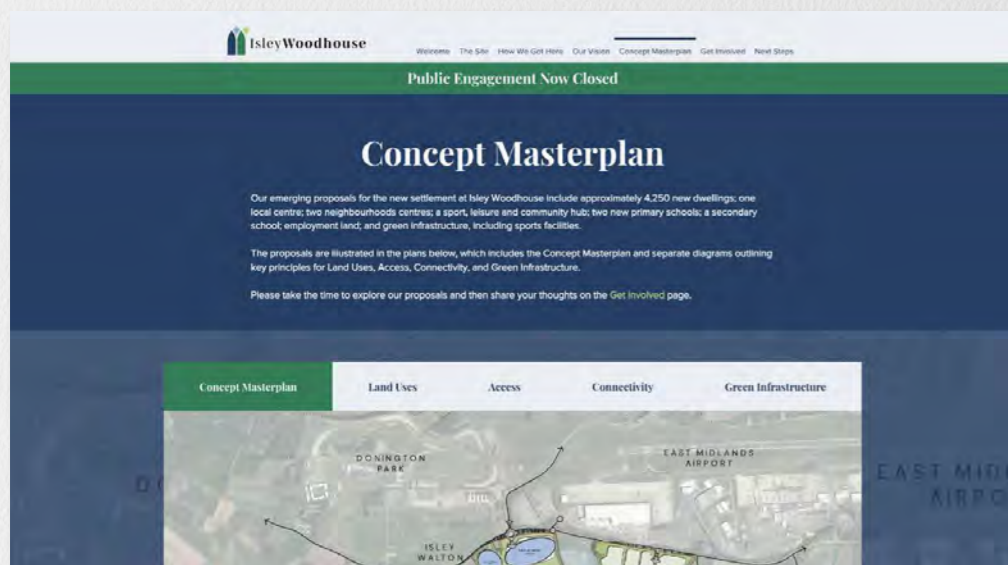 IsleyWoodhouse
Welcome The Site How We Got Here Our Vision Concept Masterplan Get Involved Next Steps
Public Engagement Now Closed
Concept Masterplan
Our emerging proposals for the new settlement at Isley Woodhouse include approximately 4,250 new dwellings; one
local centre; two neighbourhoods centres; a sport, leisure and community hub; two new primary schools; a secondary
school; employment land; and green infrastructure, including sports facilities.
The proposals are illustrated in the plans below, which includes the Concept Masterplan and separate diagrams outlining
key principles for Land Uses, Access, Connectivity, and Green Infrastructure.
Please take the time to explore our proposals and then share your thoughts on the Get Involved page.
Concept Masterplan Land Uses Access Connectivity Green Infrastructure
DONINGTON
PARK
EAST MIDLANDS
AIRPORT
ISLEY
WALTON